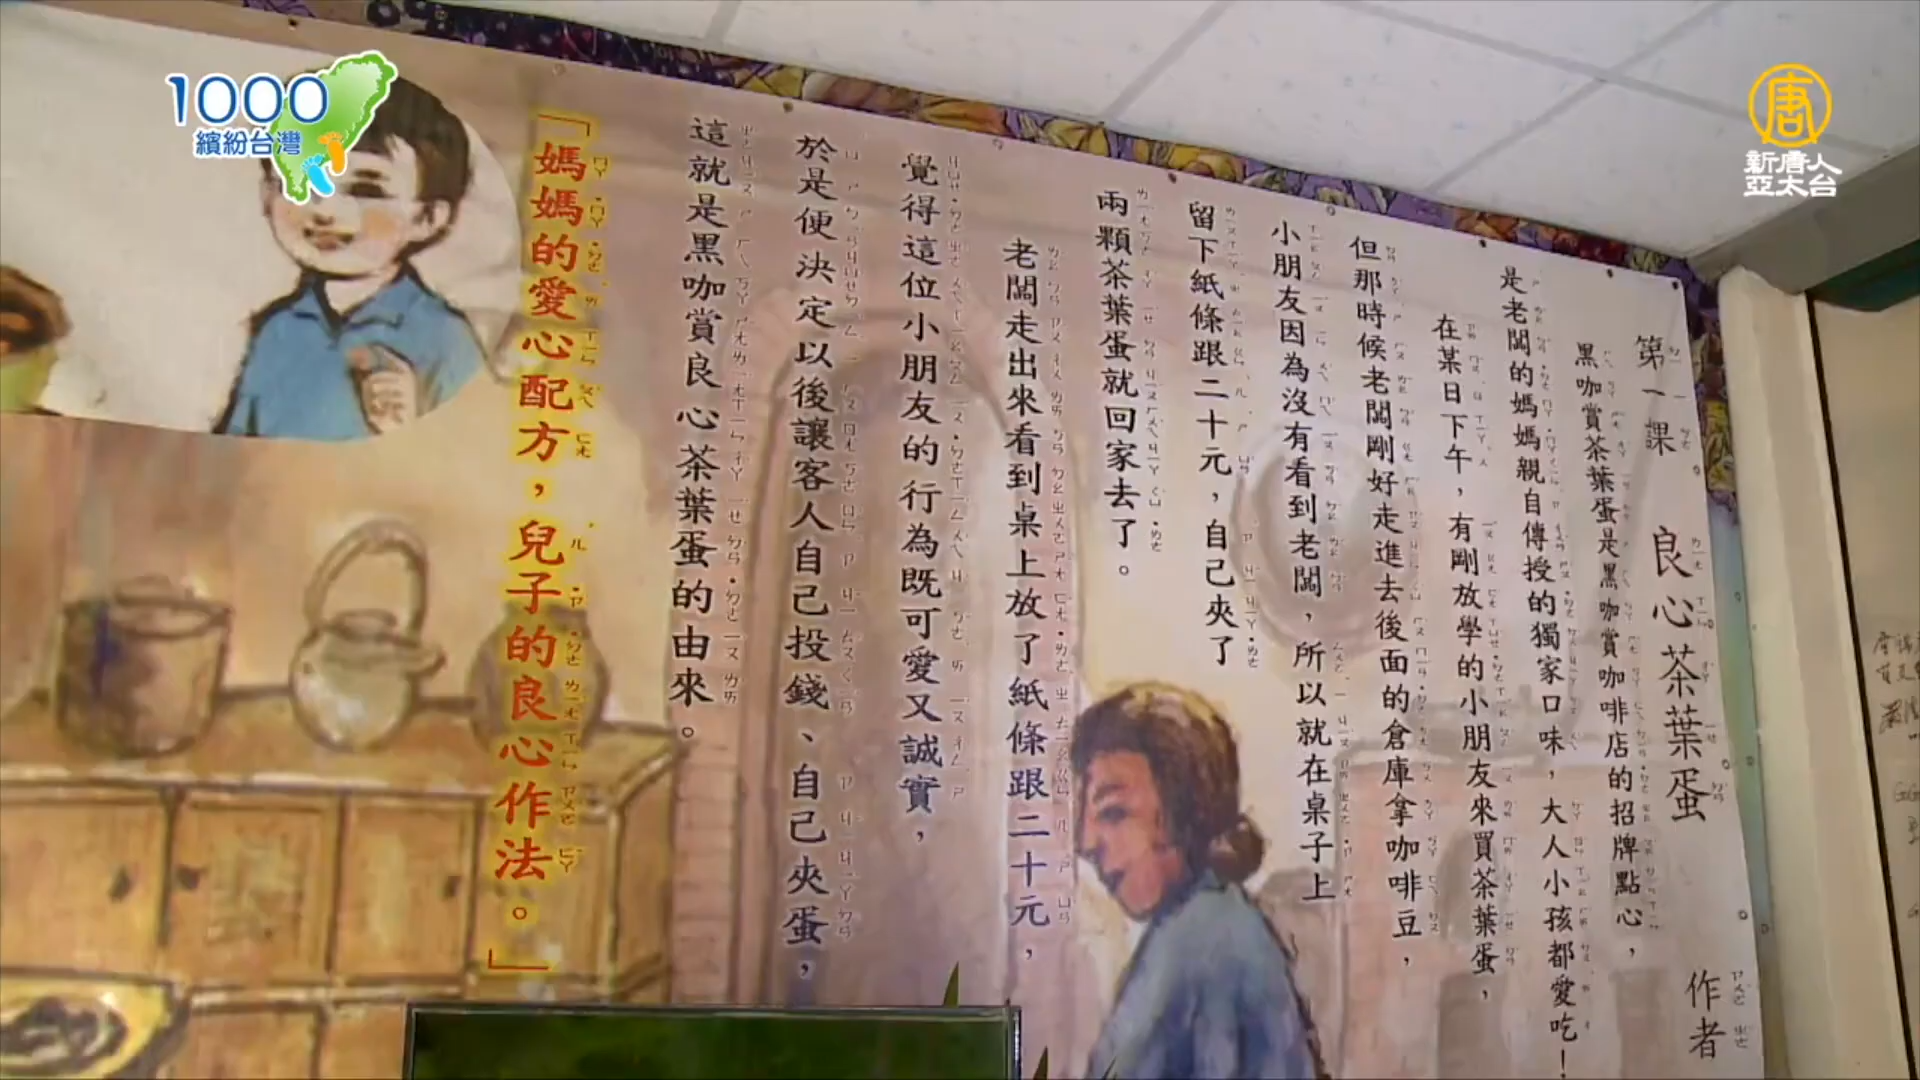 1000
繽紛台灣
唐
新唐人
亞太台
第一課 良心茶葉蛋 作者
黑咖賞茶葉蛋是黑咖賞咖啡店的招牌點心，
是老闆的媽媽親自傳授的獨家口味，大人小孩都愛吃！
在某日下午，有剛放學的小朋友來買茶葉蛋，
但那時候老闆剛好走進去後面的倉庫拿咖啡豆，
小朋友因為沒有看到老闆，所以就在桌子上
留下紙條跟二十元，自己夾了
兩顆茶葉蛋就回家去了。
老闆走出來看到桌上放了紙條跟二十元，
覺得這位小朋友的行為既可愛又誠實，
於是便決定以後讓客人自己投錢、自己夾蛋，
這就是黑咖賞良心茶葉蛋的由來。
「媽媽的愛心配方，兒子的良心作法。」